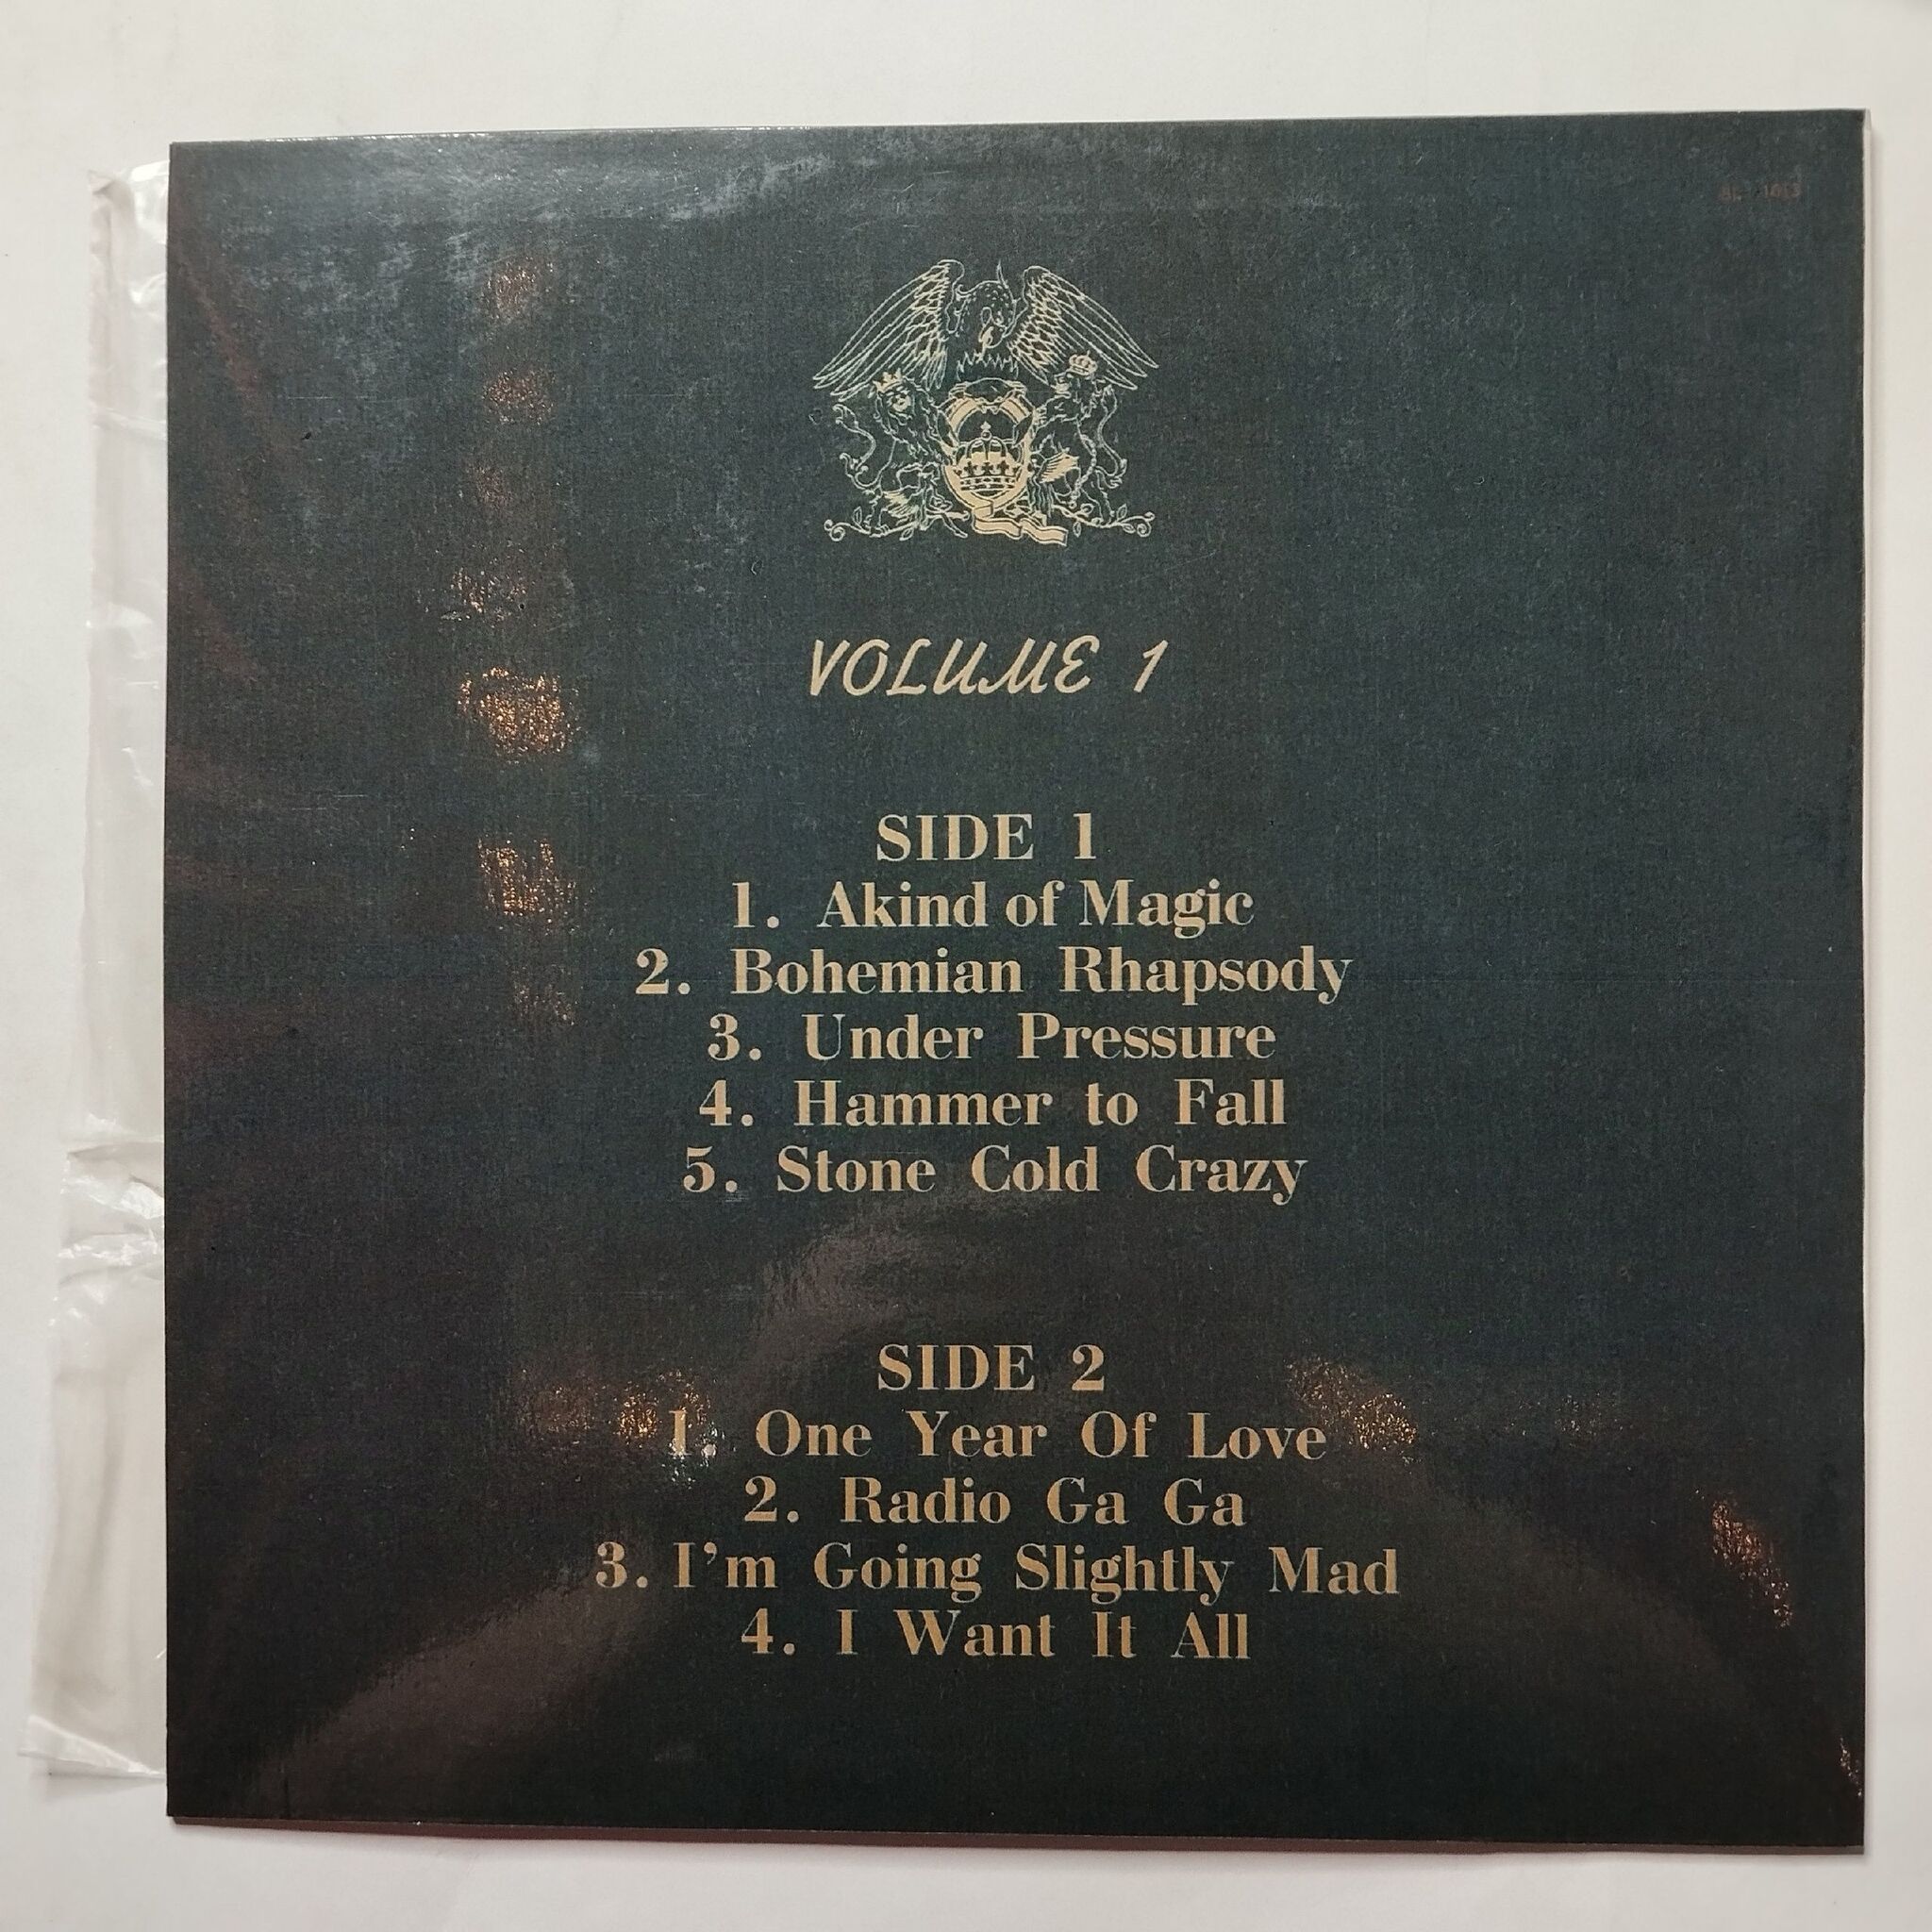 VOLUME 1
SIDE 1
1. Akind of Magic
2. Bohemian Rhapsody
3. Under Pressure
4. Hammer to Fall
5. Stone Cold Crazy
SIDE 2
1. One Year Of Love
2. Radio Ga Ga
3. I'm Going Slightly Mad
4. I Want It All